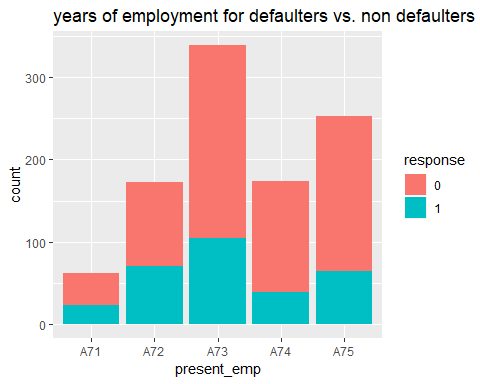 years of employment for defaulters vs. non defaulters
300
200
100
0
count
A71 A72 A73 A74 A75
present_emp
response
0
1